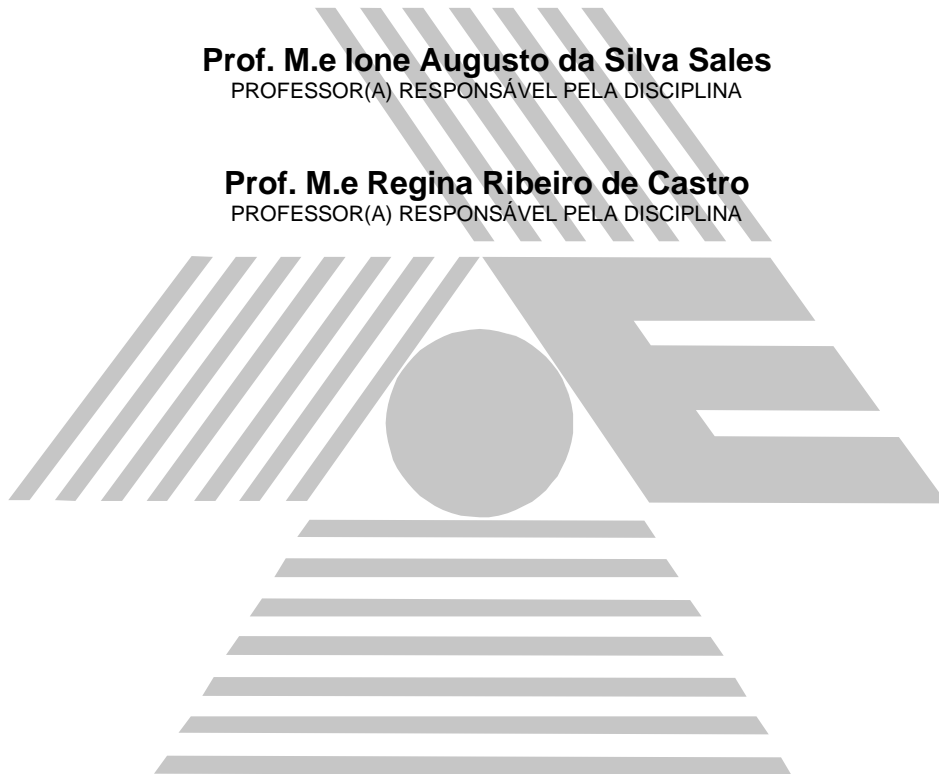 Prof. M.e Ione Augusto da Silva Sales
PROFESSOR(A) RESPONSÁVEL PELA DISCIPLINA
Prof. M.e Regina Ribeiro de Castro
PROFESSOR(A) RESPONSÁVEL PELA DISCIPLINA